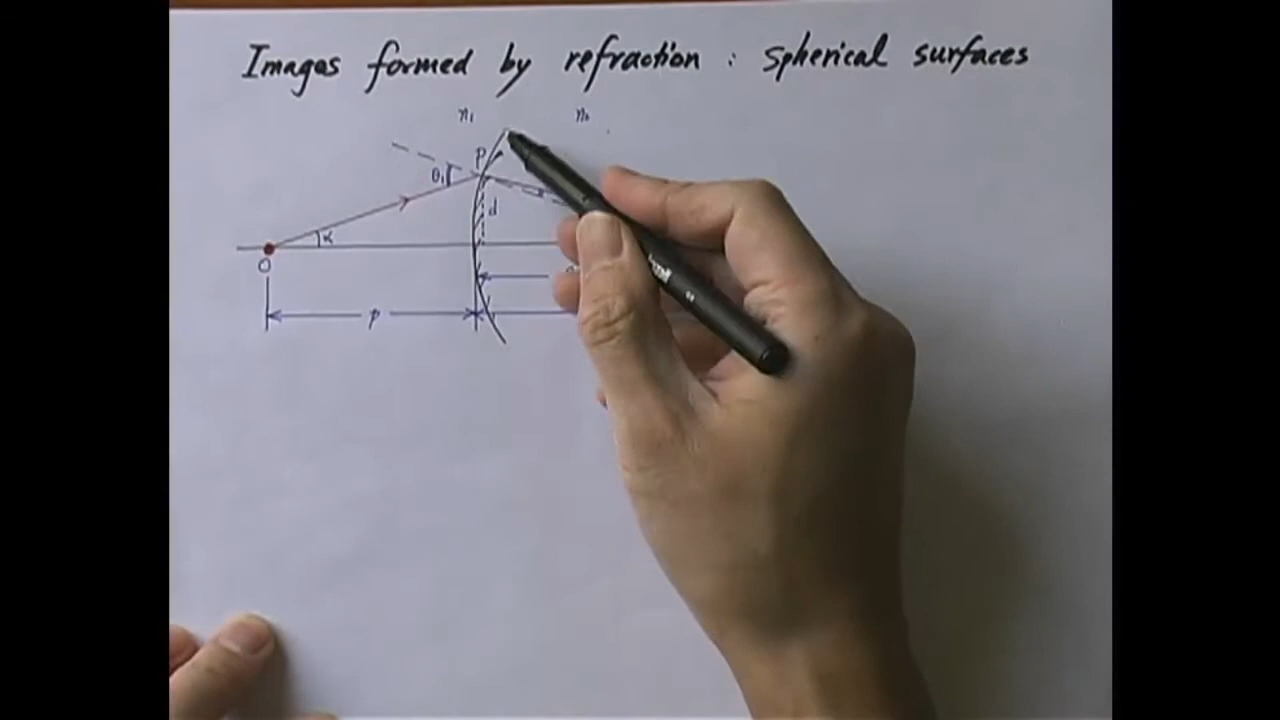 Images formed by refraction : Spherical surfaces
n₁ n₂
P
θ₁
d
α
O
p